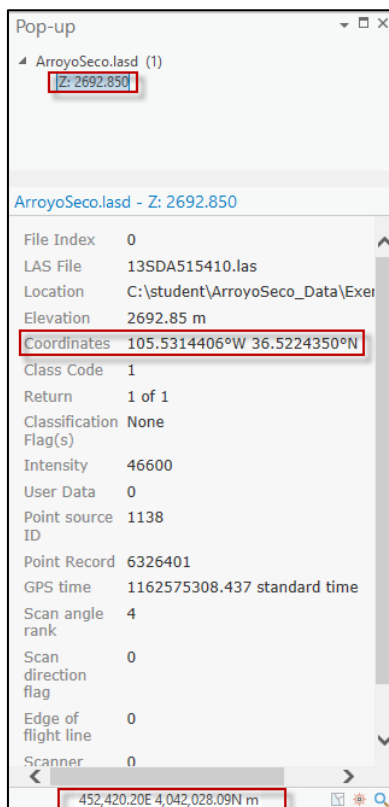 Pop-up
ArroyoSeco.lasd (1)
Z: 2692.850
ArroyoSeco.lasd - Z: 2692.850
File Index 0
LAS File 13SDA515410.las
Location C:\student\ArroyoSeco_Data\Exer
Elevation 2692.85 m
Coordinates 105.5314406°W 36.5224350°N
Class Code 1
Return 1 of 1
Classification None
Flag(s)
Intensity 46600
User Data 0
Point source 1138
ID
Point Record 6326401
GPS time 1162575308.437 standard time
Scan angle 4
rank
Scan 0
direction
flag
Edge of 0
flight line
Scanner 0
452,420.20E 4,042,028.09N m